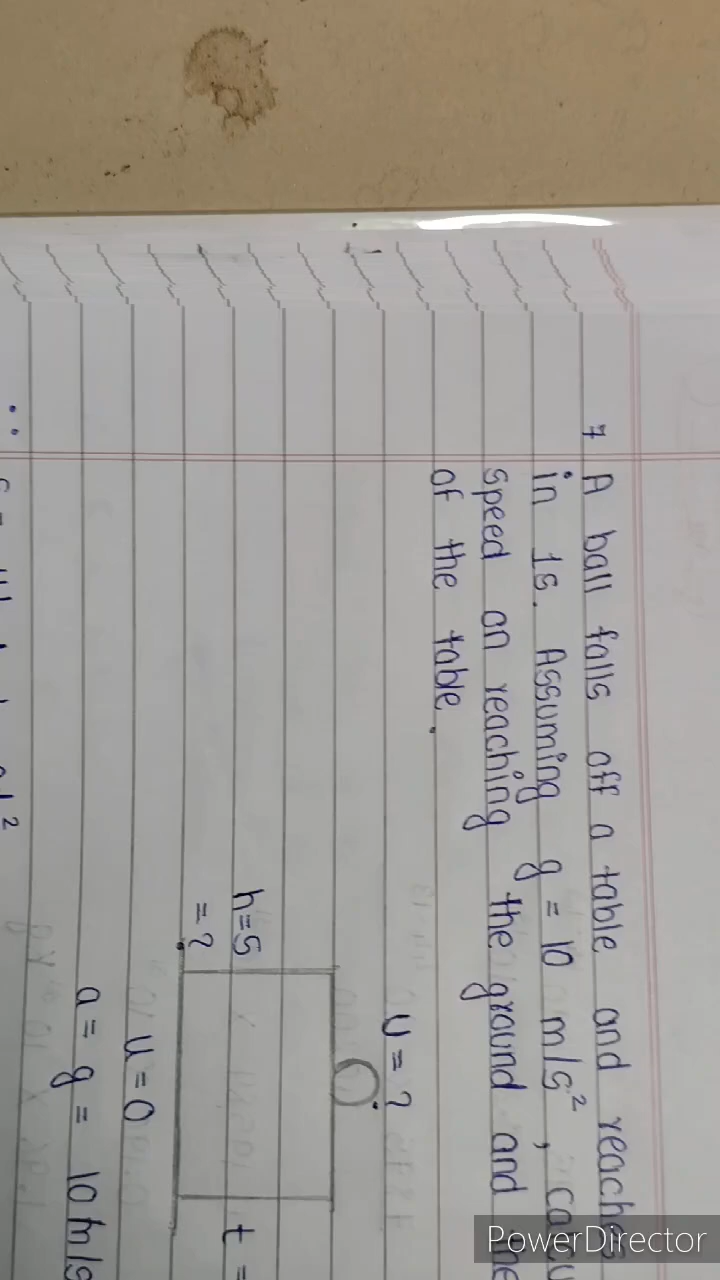 7 A ball falls off a table and reaches
in 1s. Assuming g = 10 m/s², calcu
speed on reaching the ground and the
of the table.
u = ?
h = s
= ?
t =
u = 0
a = g = 10 m/s
∴
PowerDirector